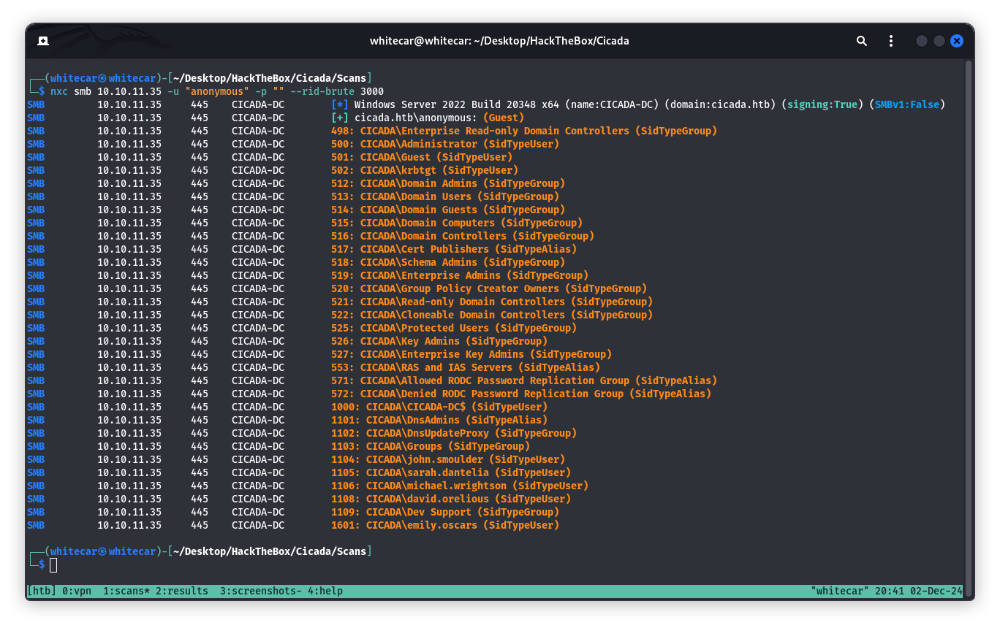 whitecar@whitecar: ~/Desktop/HackTheBox/Cicada
┌──(whitecar㉿whitecar)-[~/Desktop/HackTheBox/Cicada/Scans]
└─$ nxc smb 10.10.11.35 -u "anonymous" -p "" --rid-brute 3000
SMB 10.10.11.35 445 CICADA-DC [*] Windows Server 2022 Build 20348 x64 (name:CICADA-DC) (domain:cicada.htb) (signing:True) (SMBv1:False)
SMB 10.10.11.35 445 CICADA-DC [+] cicada.htb\anonymous: (Guest)
SMB 10.10.11.35 445 CICADA-DC 498: CICADA\Enterprise Read-only Domain Controllers (SidTypeGroup)
SMB 10.10.11.35 445 CICADA-DC 500: CICADA\Administrator (SidTypeUser)
SMB 10.10.11.35 445 CICADA-DC 501: CICADA\Guest (SidTypeUser)
SMB 10.10.11.35 445 CICADA-DC 502: CICADA\krbtgt (SidTypeUser)
SMB 10.10.11.35 445 CICADA-DC 512: CICADA\Domain Admins (SidTypeGroup)
SMB 10.10.11.35 445 CICADA-DC 513: CICADA\Domain Users (SidTypeGroup)
SMB 10.10.11.35 445 CICADA-DC 514: CICADA\Domain Guests (SidTypeGroup)
SMB 10.10.11.35 445 CICADA-DC 515: CICADA\Domain Computers (SidTypeGroup)
SMB 10.10.11.35 445 CICADA-DC 516: CICADA\Domain Controllers (SidTypeGroup)
SMB 10.10.11.35 445 CICADA-DC 517: CICADA\Cert Publishers (SidTypeAlias)
SMB 10.10.11.35 445 CICADA-DC 518: CICADA\Schema Admins (SidTypeGroup)
SMB 10.10.11.35 445 CICADA-DC 519: CICADA\Enterprise Admins (SidTypeGroup)
SMB 10.10.11.35 445 CICADA-DC 520: CICADA\Group Policy Creator Owners (SidTypeGroup)
SMB 10.10.11.35 445 CICADA-DC 521: CICADA\Read-only Domain Controllers (SidTypeGroup)
SMB 10.10.11.35 445 CICADA-DC 522: CICADA\Cloneable Domain Controllers (SidTypeGroup)
SMB 10.10.11.35 445 CICADA-DC 525: CICADA\Protected Users (SidTypeGroup)
SMB 10.10.11.35 445 CICADA-DC 526: CICADA\Key Admins (SidTypeGroup)
SMB 10.10.11.35 445 CICADA-DC 527: CICADA\Enterprise Key Admins (SidTypeGroup)
SMB 10.10.11.35 445 CICADA-DC 553: CICADA\RAS and IAS Servers (SidTypeAlias)
SMB 10.10.11.35 445 CICADA-DC 571: CICADA\Allowed RODC Password Replication Group (SidTypeAlias)
SMB 10.10.11.35 445 CICADA-DC 572: CICADA\Denied RODC Password Replication Group (SidTypeAlias)
SMB 10.10.11.35 445 CICADA-DC 1000: CICADA\CICADA-DC$ (SidTypeUser)
SMB 10.10.11.35 445 CICADA-DC 1101: CICADA\DnsAdmins (SidTypeAlias)
SMB 10.10.11.35 445 CICADA-DC 1102: CICADA\DnsUpdateProxy (SidTypeGroup)
SMB 10.10.11.35 445 CICADA-DC 1103: CICADA\Groups (SidTypeGroup)
SMB 10.10.11.35 445 CICADA-DC 1104: CICADA\john.smoulder (SidTypeUser)
SMB 10.10.11.35 445 CICADA-DC 1105: CICADA\sarah.dantelia (SidTypeUser)
SMB 10.10.11.35 445 CICADA-DC 1106: CICADA\michael.wrightson (SidTypeUser)
SMB 10.10.11.35 445 CICADA-DC 1108: CICADA\david.orelious (SidTypeUser)
SMB 10.10.11.35 445 CICADA-DC 1109: CICADA\Dev Support (SidTypeGroup)
SMB 10.10.11.35 445 CICADA-DC 1601: CICADA\emily.oscars (SidTypeUser)
┌──(whitecar㉿whitecar)-[~/Desktop/HackTheBox/Cicada/Scans]
└─$
[htb] 0:vpn 1:scans* 2:results 3:screenshots- 4:help "whitecar" 20:41 02-Dec-24